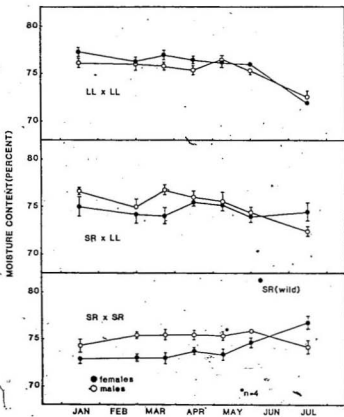 MOISTURE CONTENT(PERCENT)
80
75
70
LL x LL
80
75
70
SR x LL
80
75
70
SR(wild)
SR x SR
females
males
*n=4
JAN FEB MAR APR MAY JUN JUL